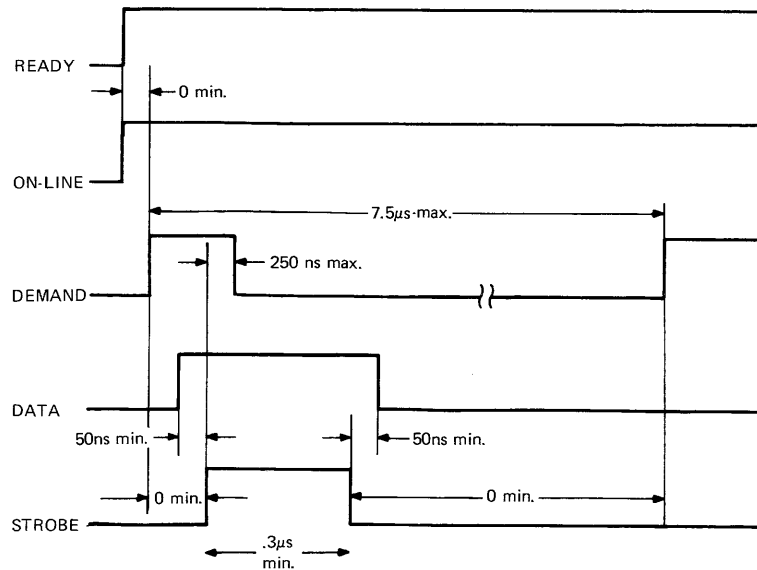 READY
0 min.
ON-LINE
7.5μs-max.
250 ns max.
DEMAND
DATA
50ns min.
50ns min.
0 min.
0 min.
STROBE
.3μs
min.